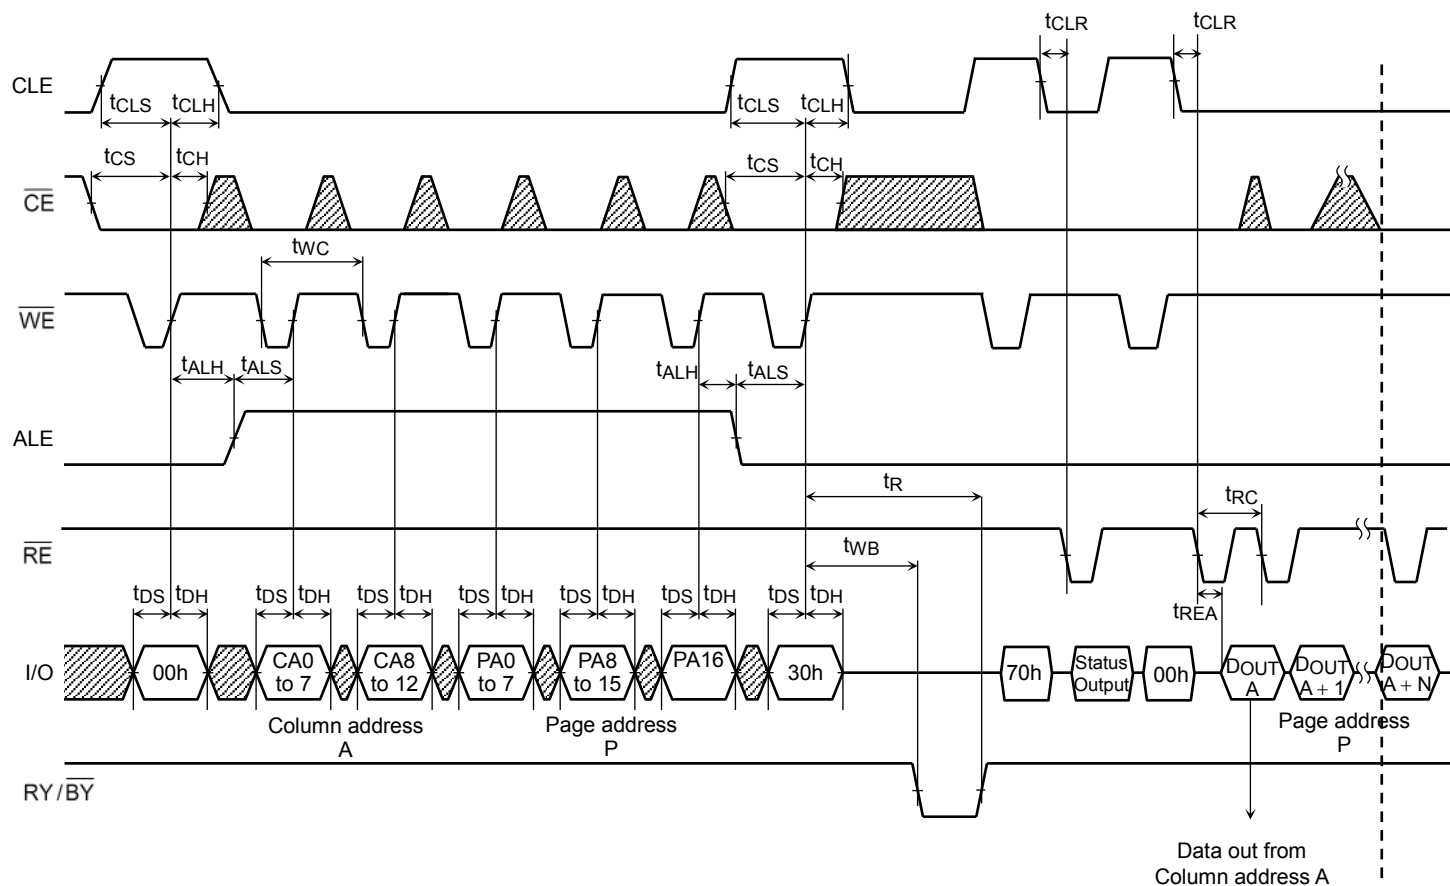 tCLR tCLR
CLE
tCLS tCLH tCLS tCLH
tCS tCH tCS tCH
CE
tWC
WE
tALH tALS tALH tALS
ALE
tR
tRC
RE
tWB
tDS tDH tDS tDH tDS tDH tDS tDH tDS tDH tDS tDH tDS tDH
tREA
I/O
00h
CA0
to 7
CA8
to 12
PA0
to 7
PA8
to 15
PA16
30h
70h
Status
Output
00h
DOUT
A
DOUT
A + 1
DOUT
A + N
Column address
A
Page address
P
Page address
P
RY/BY
Data out from
Column address A